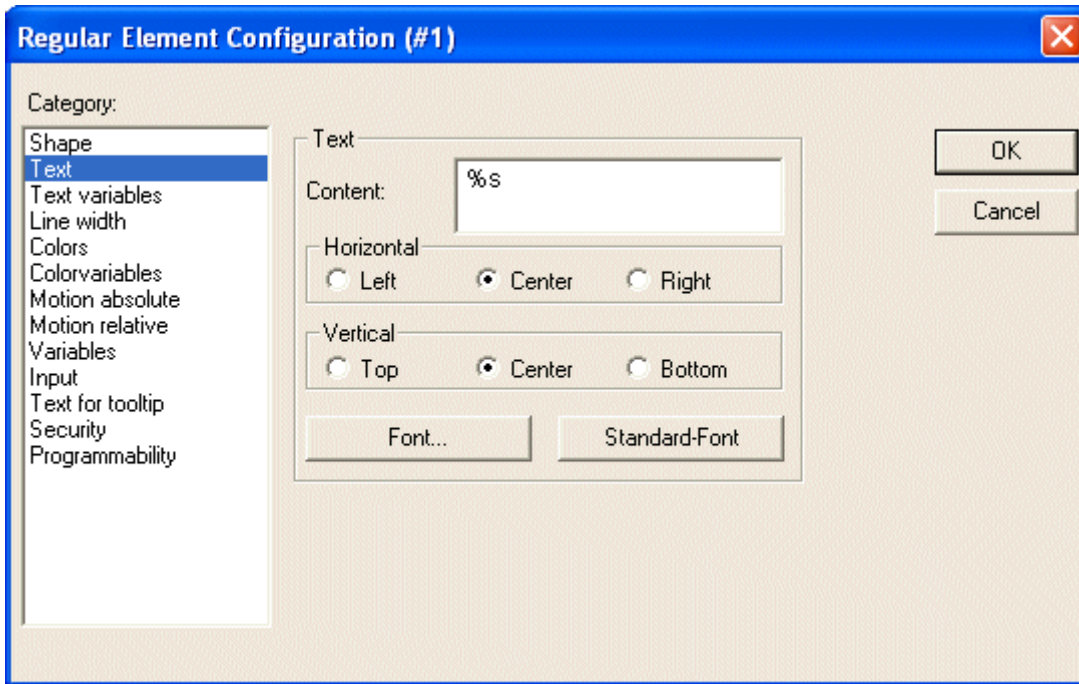 Regular Element Configuration (#1)
Category:
Shape
Text
Text variables
Line width
Colors
Colorvariables
Motion absolute
Motion relative
Variables
Input
Text for tooltip
Security
Programmability
Text
Content:
%s
Horizontal
Left Center Right
Vertical
Top Center Bottom
Font... Standard-Font
OK
Cancel